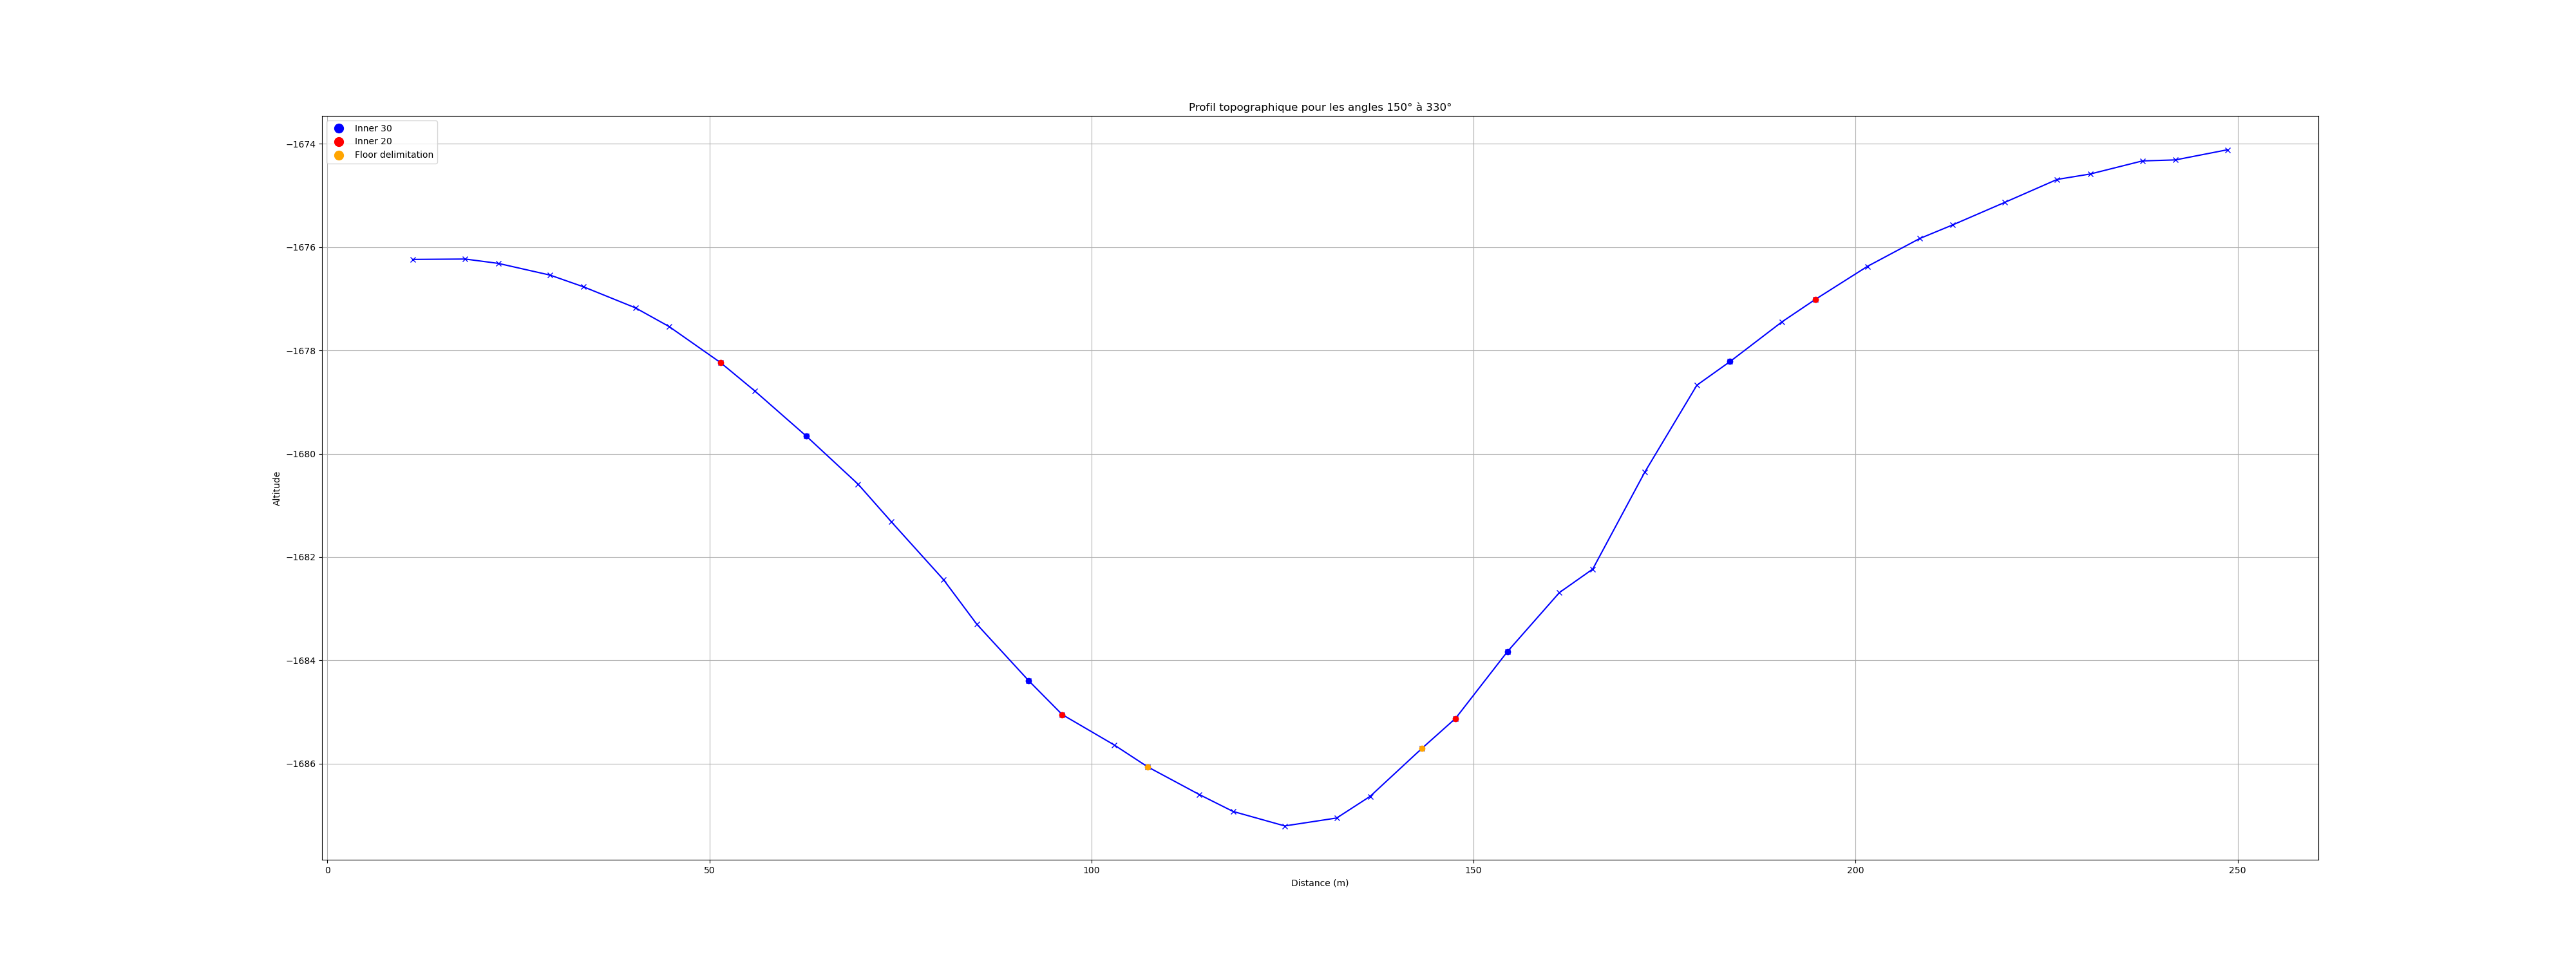 Profil topographique pour les angles 150° à 330°
Inner 30
Inner 20
Floor delimitation
−1674
−1676
−1678
−1680
−1682
−1684
−1686
Altitude
0 50 100 150 200 250
Distance (m)